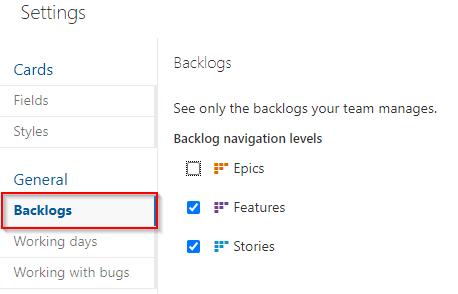 Settings
Cards
Fields
Styles
General
Backlogs
Working days
Working with bugs
Backlogs
See only the backlogs your team manages.
Backlog navigation levels
Epics
Features
Stories